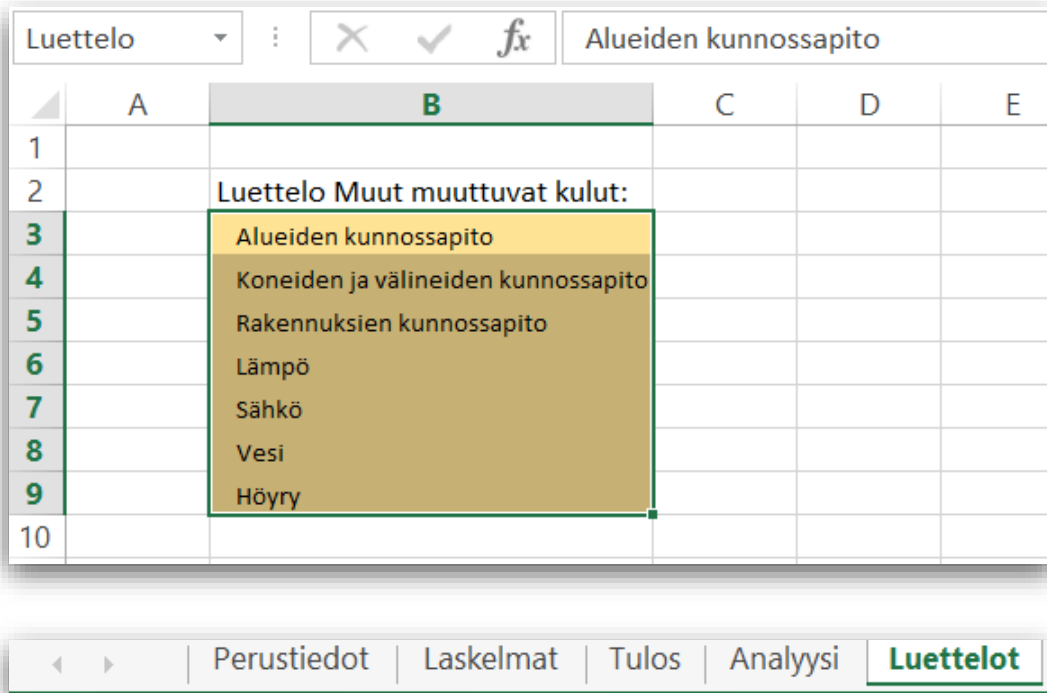 Luettelo fx Alueiden kunnossapito
A B C D E
1
2 Luettelo Muut muuttuvat kulut:
3 Alueiden kunnossapito
4 Koneiden ja välineiden kunnossapito
5 Rakennuksien kunnossapito
6 Lämpö
7 Sähkö
8 Vesi
9 Höyry
10
Perustiedot Laskelmat Tulos Analyysi Luettelot